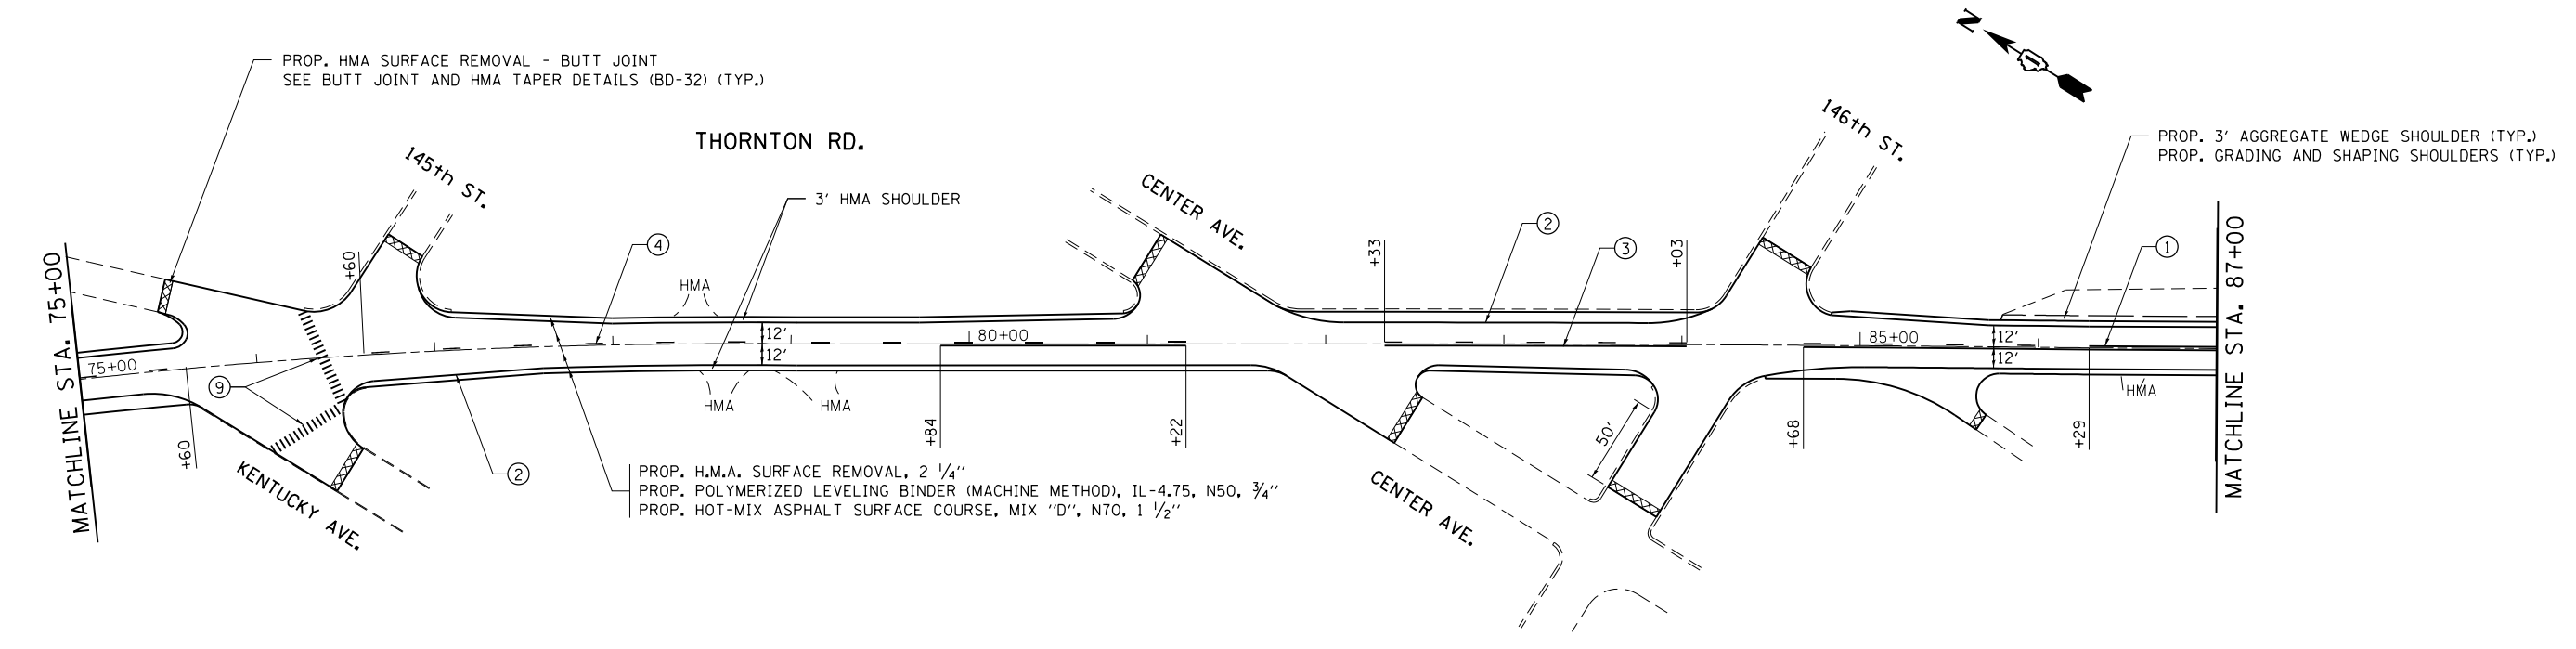 N
PROP. HMA SURFACE REMOVAL - BUTT JOINT
SEE BUTT JOINT AND HMA TAPER DETAILS (BD-32) (TYP.)
THORNTON RD.
145th ST.
3' HMA SHOULDER
CENTER AVE.
146th ST.
PROP. 3' AGGREGATE WEDGE SHOULDER (TYP.)
PROP. GRADING AND SHAPING SHOULDERS (TYP.)
MATCHLINE STA. 75+00
+60
4
HMA
+33
2
3
+03
1
MATCHLINE STA. 87+00
75+00
12'
12'
80+00
85+00
12'
12'
9
+60
HMA
HMA
+84
+22
50'
+68
+29
HMA
KENTUCKY AVE.
2
PROP. H.M.A. SURFACE REMOVAL, 2 1/4"
PROP. POLYMERIZED LEVELING BINDER (MACHINE METHOD), IL-4.75, N50, 3/4"
PROP. HOT-MIX ASPHALT SURFACE COURSE, MIX "D", N70, 1 1/2"
CENTER AVE.